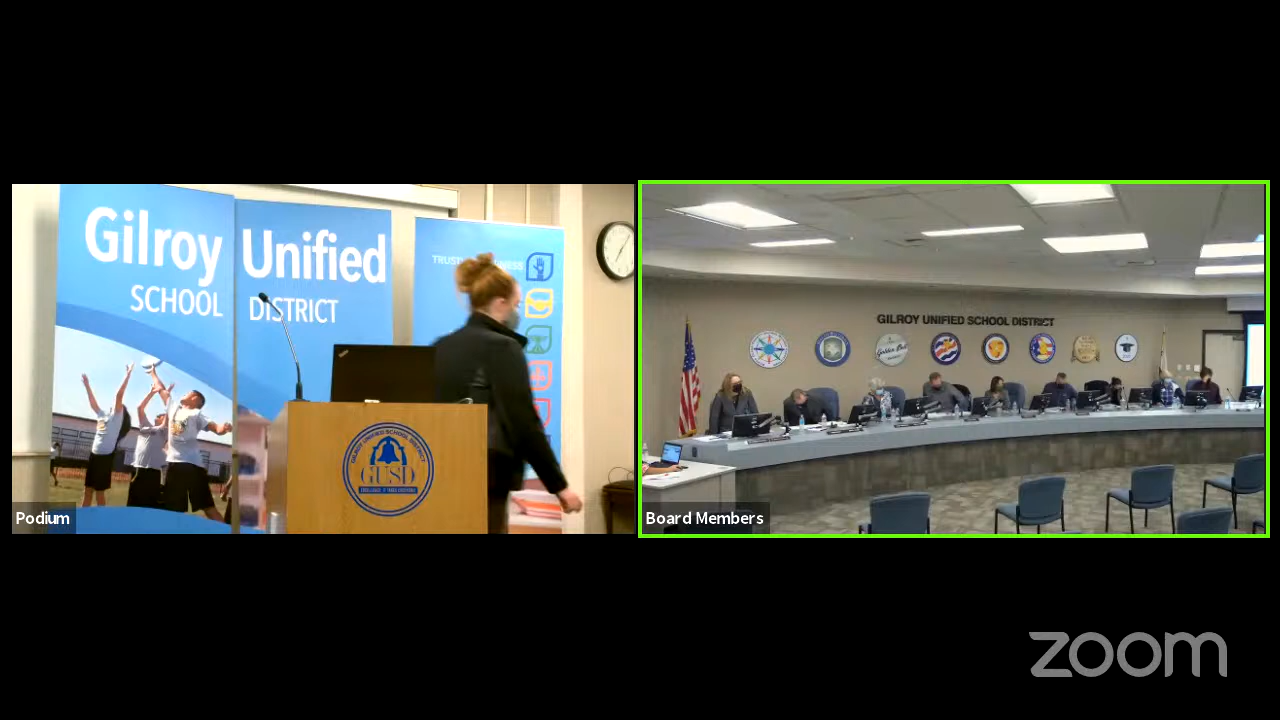 Gilroy Unified
SCHOOL DISTRICT
GUSD
Podium
GILROY UNIFIED SCHOOL DISTRICT
Board Members
zoom